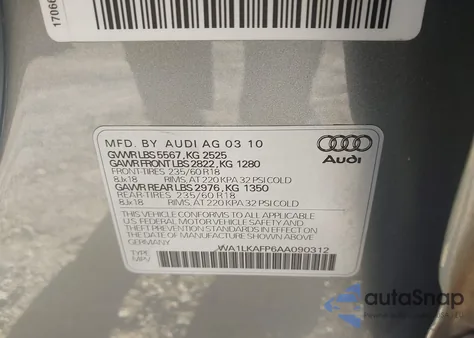 17066
MFD. BY AUDI AG 03 10
GVWR LBS 5567, KG 2525
GAWR FRONT LBS 2822, KG 1280
FRONT-TIRES 235/60 R18
8Jx18 RIMS, AT 220 KPA 32 PSI COLD
GAWR REAR LBS 2976, KG 1350
REAR-TIRES 235/60 R18
8Jx18 RIMS, AT 220 KPA 32 PSI COLD
THIS VEHICLE CONFORMS TO ALL APPLICABLE
U.S. FEDERAL MOTOR VEHICLE SAFETY AND
THEFT PREVENTION STANDARDS IN EFFECT ON
THE DATE OF MANUFACTURE SHOWN ABOVE.
GERMANY
WA1LKAFP6AA090312
TYPE
MPV
Audi
autoSnap